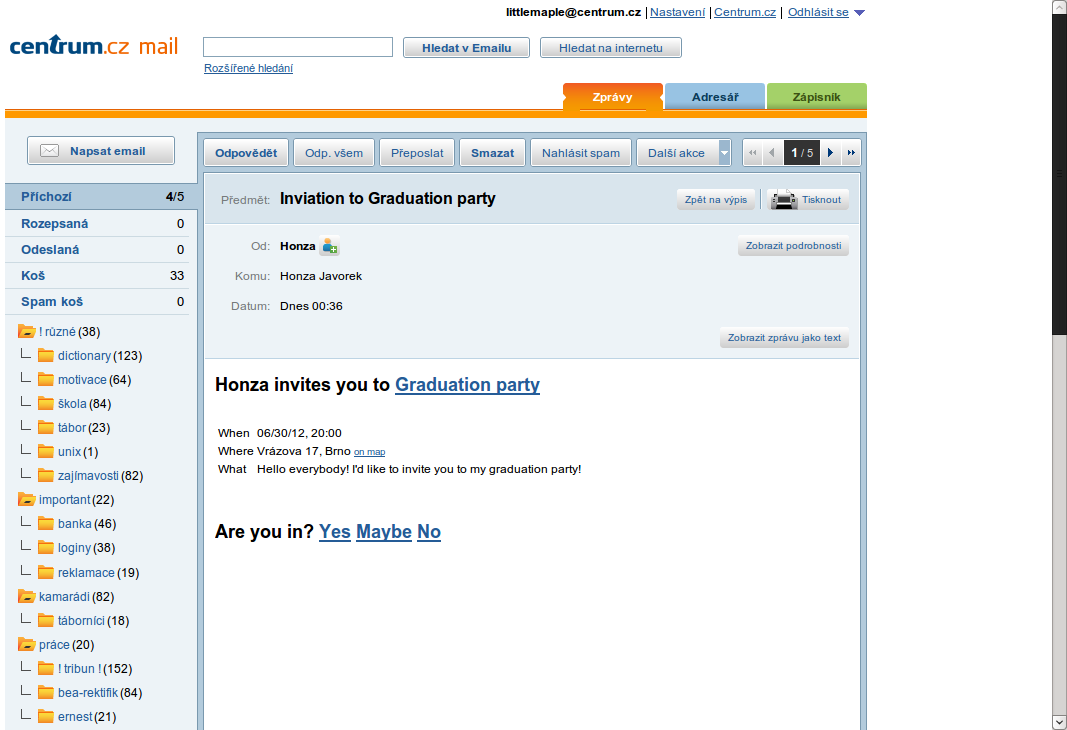 littlemaple@centrum.cz | Nastavení | Centrum.cz | Odhlásit se
centrum.cz mail
Hledat v Emailu
Hledat na internetu
Rozšířené hledání
Zprávy
Adresář
Zápisník
Napsat email
Odpovědět
Odp. všem
Přeposlat
Smazat
Nahlásit spam
Další akce
1 / 5
Příchozí 4/5
Rozepsaná 0
Odeslaná 0
Koš 33
Spam koš 0
! různé (38)
dictionary (123)
motivace (64)
škola (84)
tábor (23)
unix (1)
zajímavosti (82)
important (22)
banka (46)
loginy (38)
reklamace (19)
kamarádi (82)
táborníci (18)
práce (20)
! tribun ! (152)
bea-rektifik (84)
ernest (21)
Předmět: Inviation to Graduation party
Zpět na výpis
Tisknout
Od: Honza
Zobrazit podrobnosti
Komu: Honza Javorek
Datum: Dnes 00:36
Zobrazit zprávu jako text
Honza invites you to Graduation party
When 06/30/12, 20:00
Where Vrázova 17, Brno on map
What Hello everybody! I'd like to invite you to my graduation party!
Are you in? Yes Maybe No